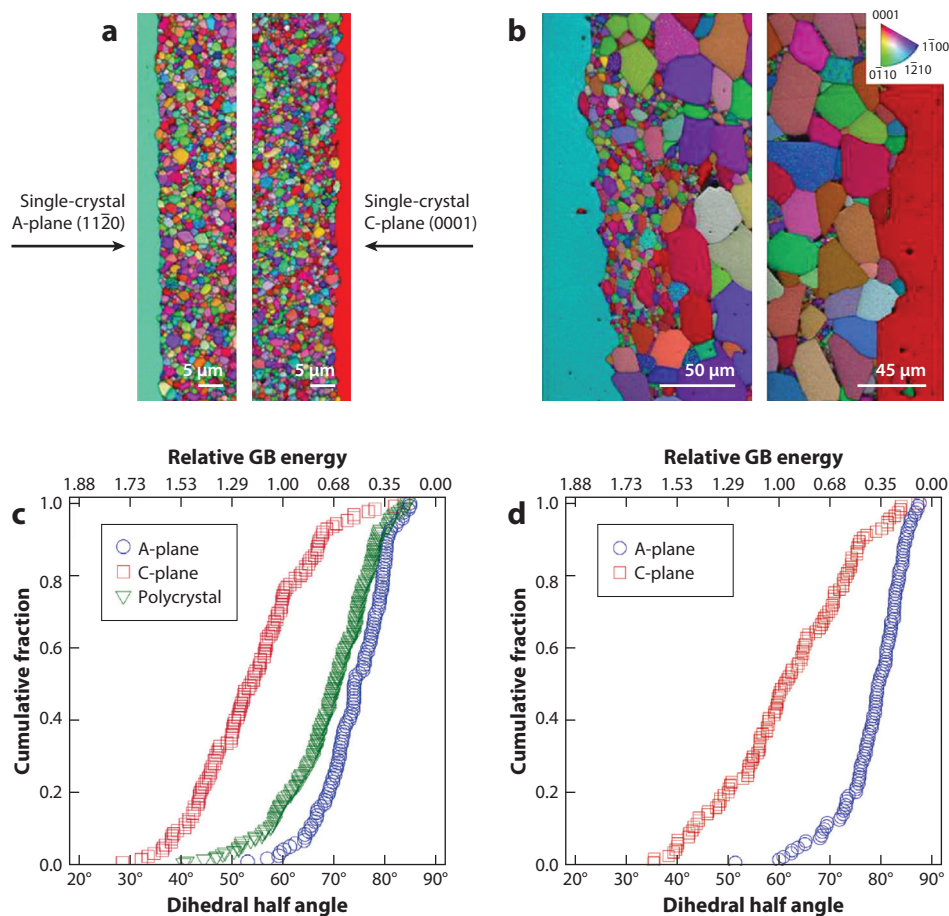 a
b
0001
11̅00
12̅10
011̅0
Single-crystal
A-plane (112̅0)
Single-crystal
C-plane (0001)
5 µm
5 µm
50 µm
45 µm
Relative GB energy
1.88 1.73 1.53 1.29 1.00 0.68 0.35 0.00
c
1.0
0.8
0.6
0.4
0.2
0.0
A-plane
C-plane
Polycrystal
Cumulative fraction
20° 30° 40° 50° 60° 70° 80° 90°
Dihedral half angle
Relative GB energy
1.88 1.73 1.53 1.29 1.00 0.68 0.35 0.00
d
1.0
0.8
0.6
0.4
0.2
0.0
A-plane
C-plane
Cumulative fraction
20° 30° 40° 50° 60° 70° 80° 90°
Dihedral half angle